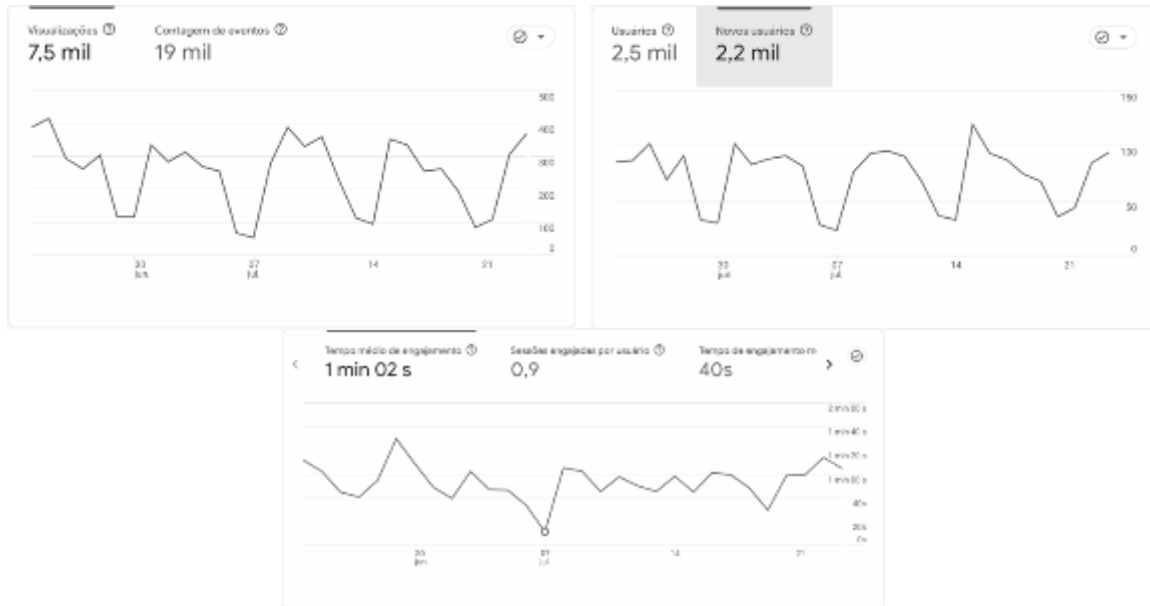 Visualizações
Contagem de eventos
7,5 mil
19 mil
500
400
300
200
100
0
30
jun.
07
jul.
14
21
Usuários
Novos usuários
2,5 mil
2,2 mil
150
100
50
0
30
jun.
07
jul.
14
21
Tempo médio de engajamento
Sessões engajadas por usuário
Tempo de engajamento m
1 min 02 s
0,9
40s
2 min 00 s
1 min 40 s
1 min 20 s
1 min 00 s
40s
20s
0s
30
jun.
07
jul.
14
21